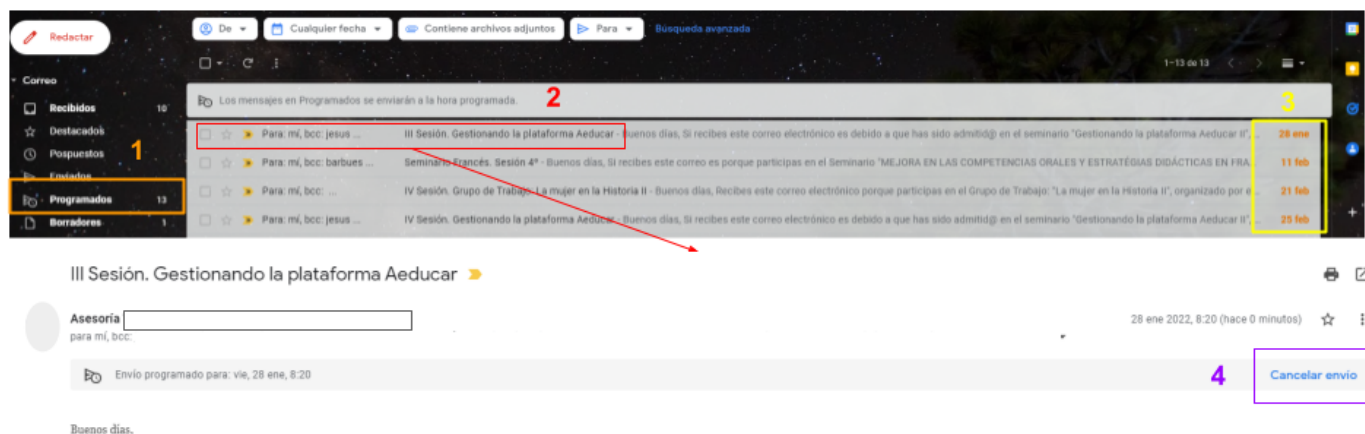 Redactar
De
Cualquier fecha
Contiene archivos adjuntos
Para
Búsqueda avanzada
1-13 de 13
Correo
Los mensajes en Programados se enviarán a la hora programada.
2
3
Recibidos 10
Destacados
1
Pospuestos
Enviados
Programados 13
Borradores 1
Para: mí, bcc: jesus ... III Sesión. Gestionando la plataforma Aeducar - Buenos días, Si recibes este correo electrónico es debido a que has sido admitid@ en el seminario "Gestionando la plataforma Aeducar II", ... 28 ene
Para: mí, bcc: barbues ... Seminario Francés. Sesión 4º - Buenos días, Si recibes este correo es porque participas en el Seminario "MEJORA EN LAS COMPETENCIAS ORALES Y ESTRATÉGIAS DIDÁCTICAS EN FRA... 11 feb
Para: mí, bcc: ... IV Sesión. Grupo de Trabajo. La mujer en la Historia II - Buenos días, Recibes este correo electrónico porque participas en el Grupo de Trabajo: "La mujer en la Historia II", organizado por e... 21 feb
Para: mí, bcc: jesus ... IV Sesión. Gestionando la plataforma Aeducar - Buenos días, Si recibes este correo electrónico es debido a que has sido admitid@ en el seminario "Gestionando la plataforma Aeducar II", ... 25 feb
III Sesión. Gestionando la plataforma Aeducar
Asesoría
28 ene 2022, 8:20 (hace 0 minutos)
para mí, bcc:
Envío programado para: vie, 28 ene, 8:20
4
Cancelar envío
Buenos días,